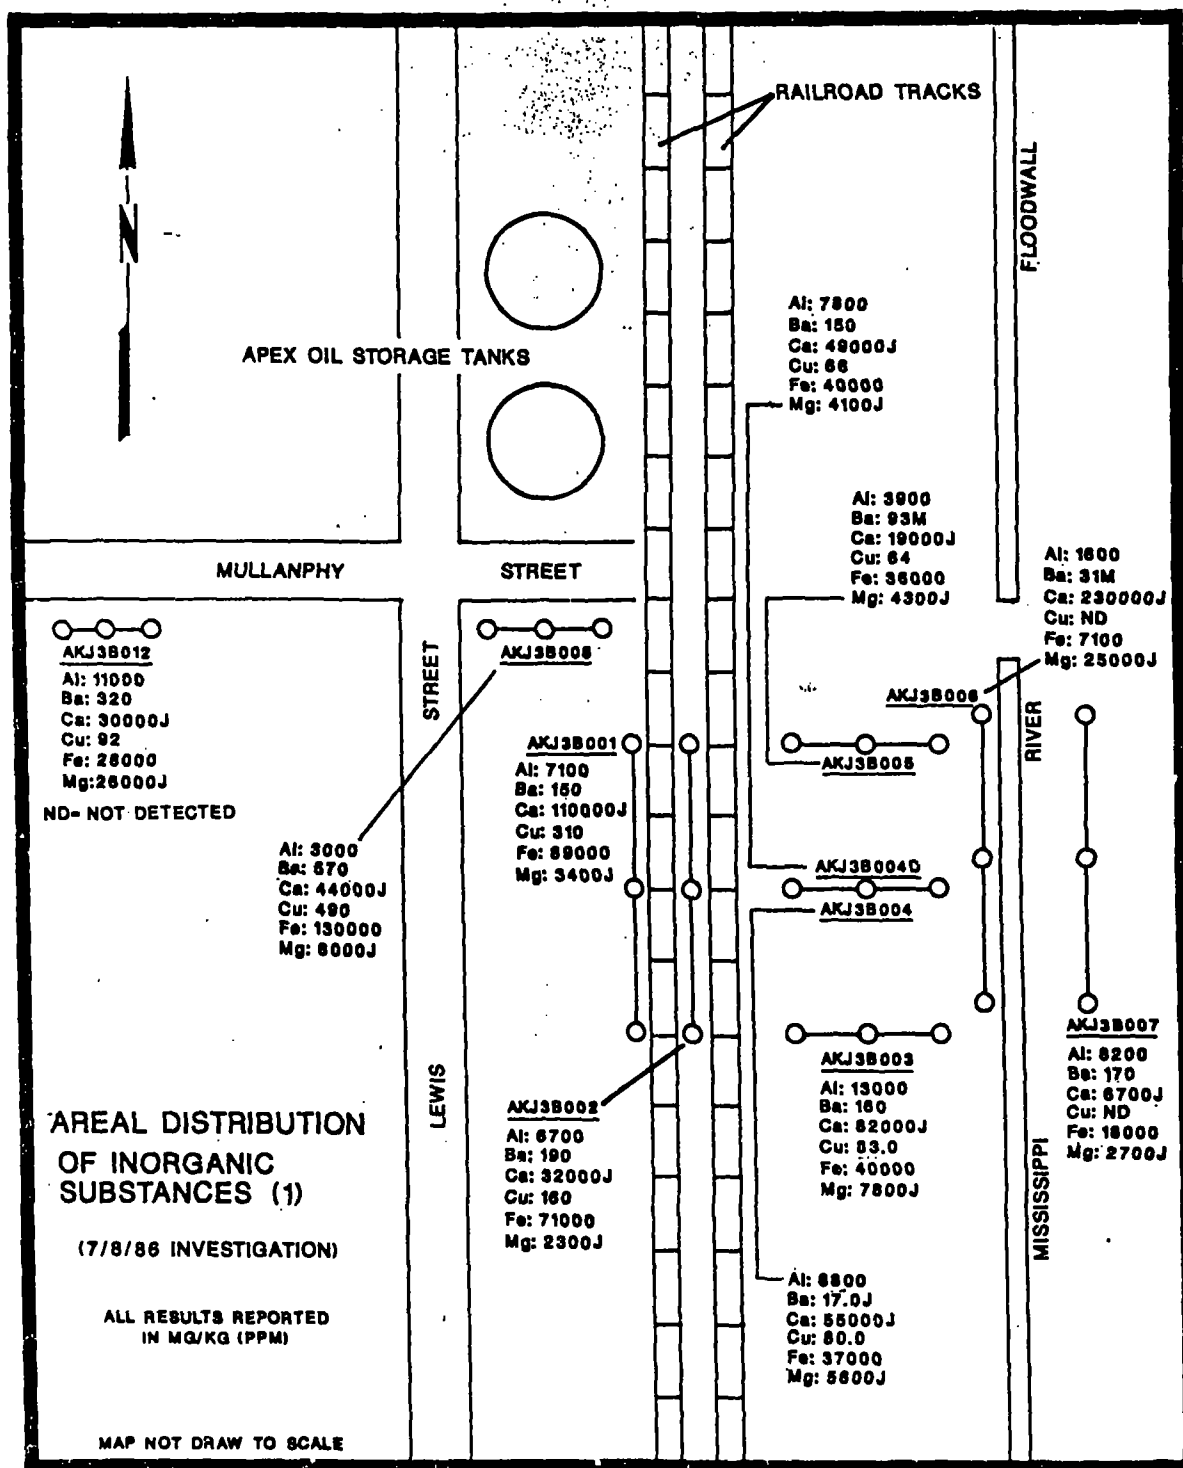 RAILROAD TRACKS
FLOODWALL
N
APEX OIL STORAGE TANKS
Al: 7800
Ba: 150
Ca: 49000J
Cu: 66
Fe: 40000
Mg: 4100J
Al: 3900
Ba: 93M
Ca: 19000J
Cu: 64
Fe: 36000
Mg: 4300J
Al: 1600
Ba: 31M
Ca: 230000J
Cu: ND
Fe: 7100
Mg: 25000J
MULLANPHY STREET
AKJ3B012
Al: 11000
Ba: 320
Ca: 30000J
Cu: 92
Fe: 28000
Mg:26000J
ND= NOT DETECTED
STREET
LEWIS
AKJ3B008
Al: 3000
Ba: 570
Ca: 44000J
Cu: 490
Fe: 130000
Mg: 6000J
AKJ3B001
Al: 7100
Ba: 150
Ca: 110000J
Cu: 310
Fe: 89000
Mg: 3400J
AKJ3B006
AKJ3B005
AKJ3B004D
AKJ3B004
RIVER
MISSISSIPPI
AKJ3B007
Al: 8200
Ba: 170
Ca: 6700J
Cu: ND
Fe: 18000
Mg: 2700J
AKJ3B003
Al: 13000
Ba: 160
Ca: 82000J
Cu: 83.0
Fe: 40000
Mg: 7800J
AKJ3B002
Al: 6700
Ba: 190
Ca: 32000J
Cu: 160
Fe: 71000
Mg: 2300J
Al: 8800
Ba: 17.0J
Ca: 55000J
Cu: 80.0
Fe: 37000
Mg: 5600J
AREAL DISTRIBUTION
OF INORGANIC
SUBSTANCES (1)
(7/8/86 INVESTIGATION)
ALL RESULTS REPORTED
IN MG/KG (PPM)
MAP NOT DRAW TO SCALE